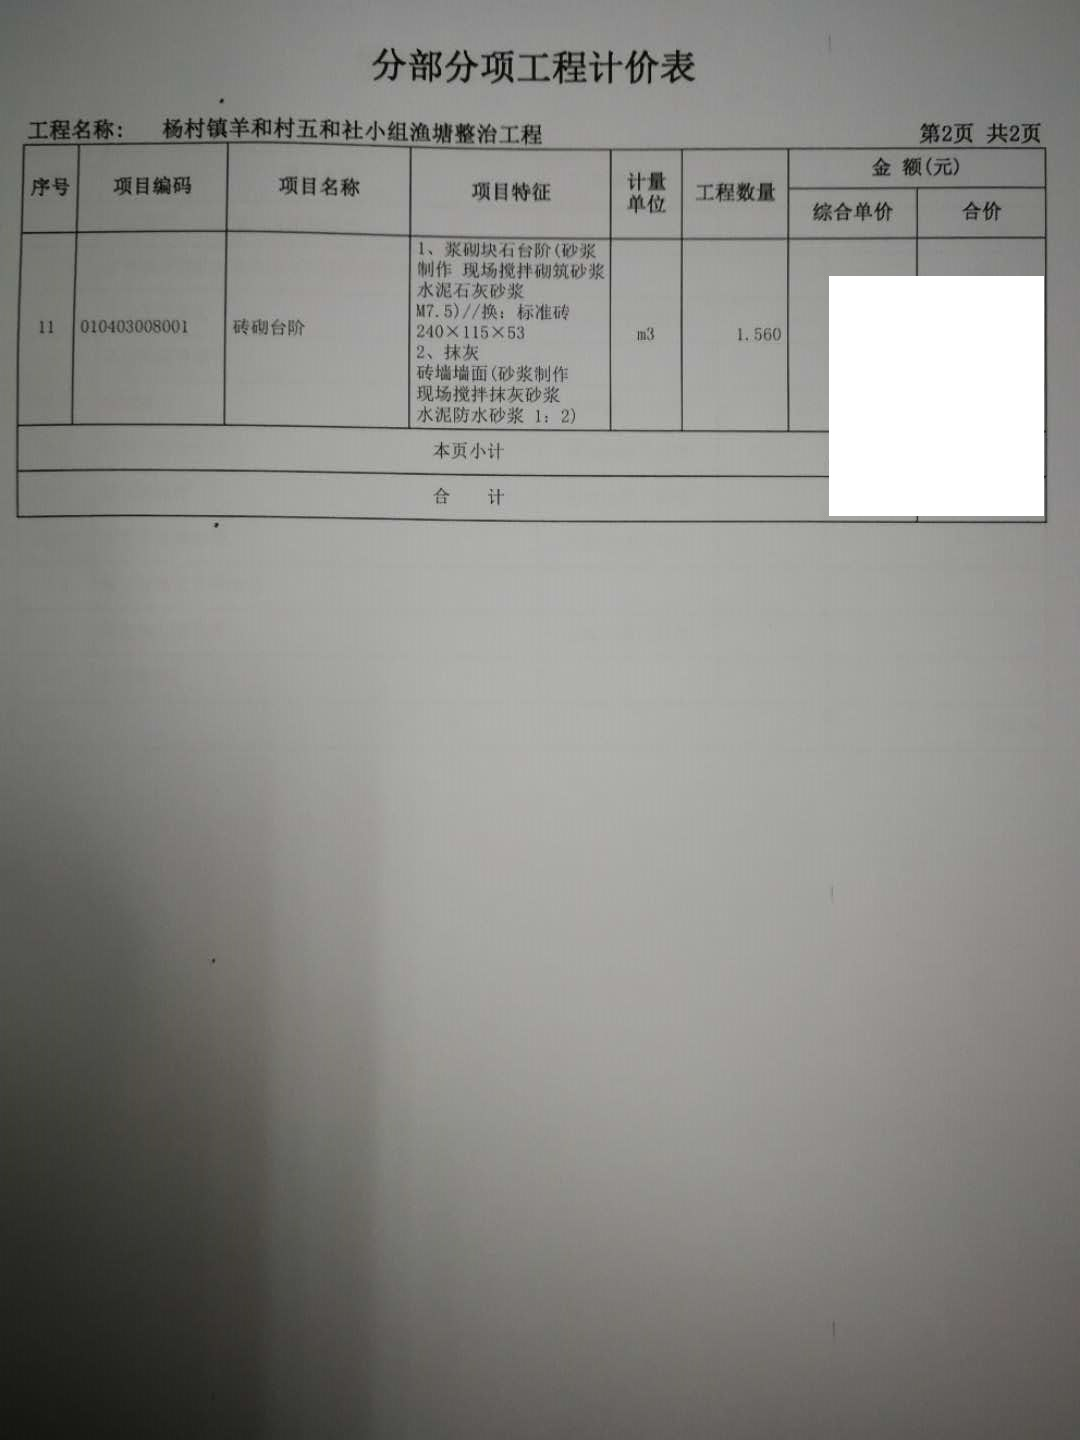 分部分项工程计价表
工程名称: 杨村镇羊和村五和社小组渔塘整治工程 第2页 共2页
序号 项目编码 项目名称 项目特征 计量单位 工程数量 金 额(元)
综合单价 合价
11 010403008001 砖砌台阶
1、浆砌块石台阶(砂浆
制作 现场搅拌砌筑砂浆
水泥石灰砂浆
M7.5)//换: 标准砖
240×115×53
2、抹灰
砖墙墙面(砂浆制作
现场搅拌抹灰砂浆
水泥防水砂浆 1: 2)
m3 1.560
本页小计
合 计